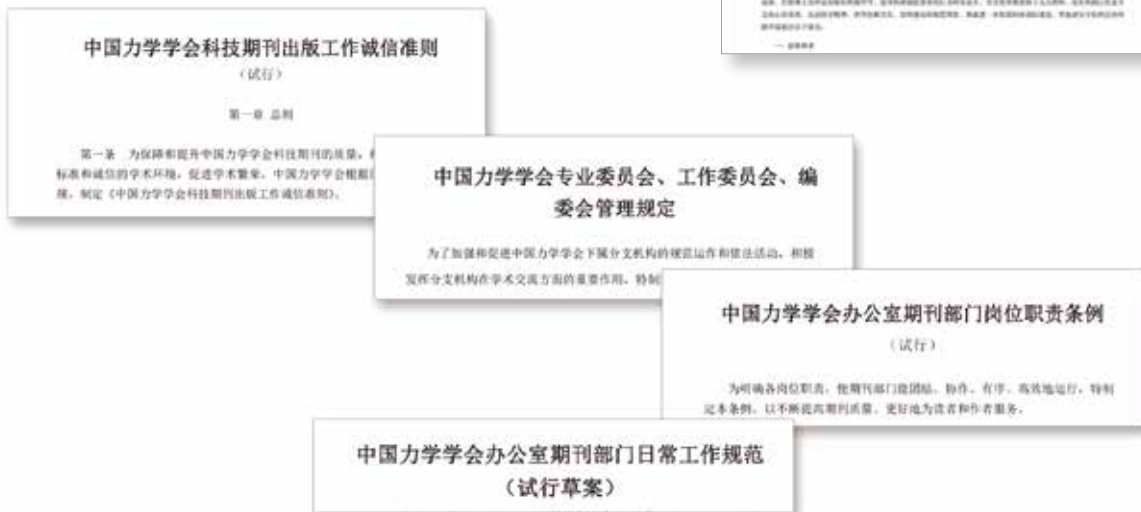 一、
中国力学学会科技期刊出版工作诚信准则
（试行）
第一章 总则
第一条 为保障和提升中国力学学会科技期刊的质量，
标准和诚信的学术环境，促进学术繁荣，中国力学学会根据
规，制定《中国力学学会科技期刊出版工作诚信准则》。
中国力学学会专业委员会、工作委员会、编
委会管理规定
为了加强和促进中国力学学会下属分支机构的规范运作和依法活动，积极
发挥分支机构在学术交流方面的重要作用，特制
中国力学学会办公室期刊部门岗位职责条例
（试行）
为明确各岗位职责，使期刊部门能团结、协作、有序、高效地运行，特制
定本条例，以不断提高期刊质量，更好地为读者和作者服务。
中国力学学会办公室期刊部门日常工作规范
（试行草案）